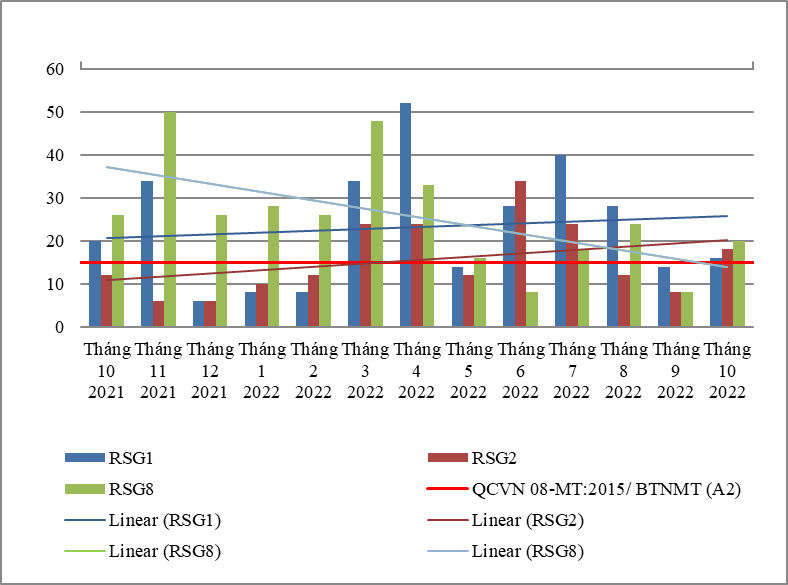 60
50
40
30
20
10
0
Tháng Tháng Tháng Tháng Tháng Tháng Tháng Tháng Tháng Tháng Tháng Tháng Tháng
10 11 12 1 2 3 4 5 6 7 8 9 10
2021 2021 2021 2022 2022 2022 2022 2022 2022 2022 2022 2022 2022
RSG1 RSG2
RSG8 QCVN 08-MT:2015/ BTNMT (A2)
Linear (RSG1) Linear (RSG2)
Linear (RSG8) Linear (RSG8)